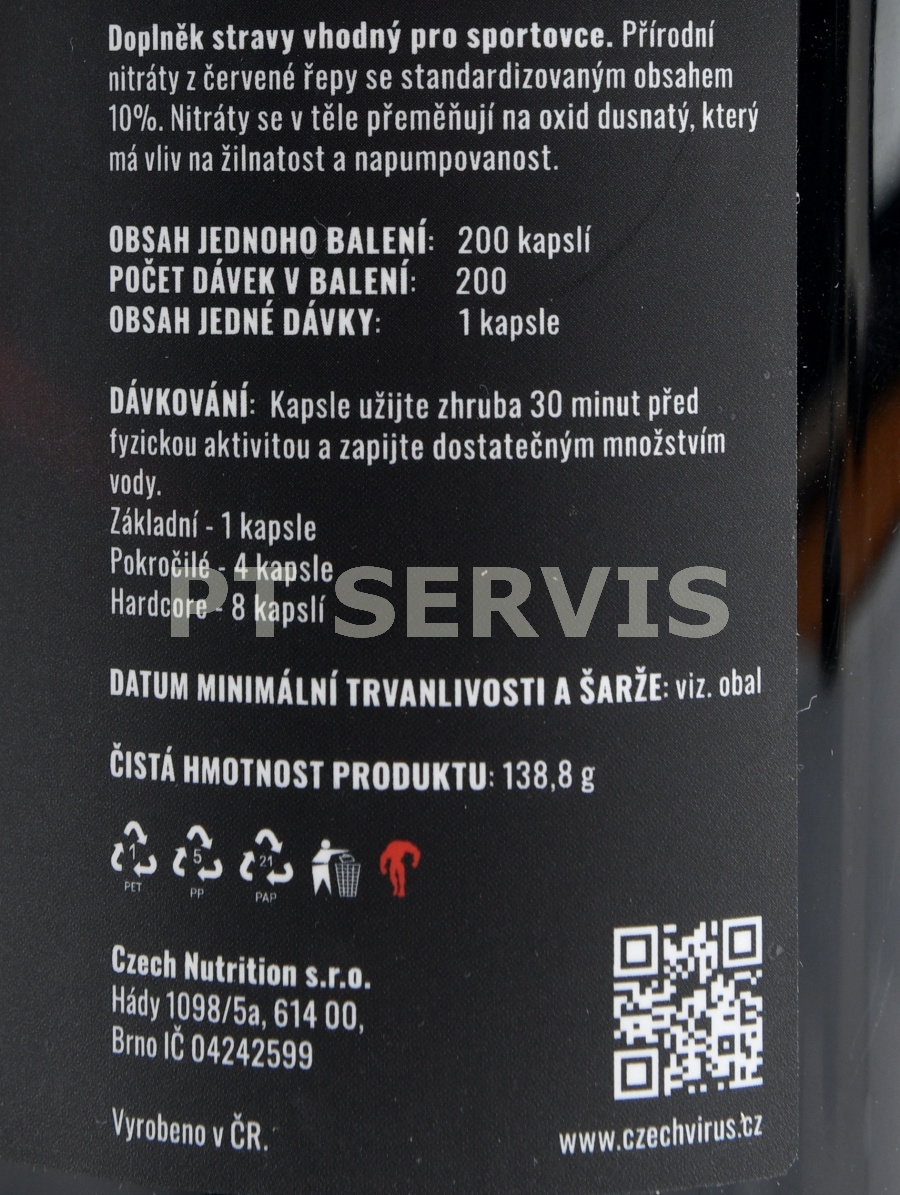 Doplněk stravy vhodný pro sportovce. Přírodní
nitráty z červené řepy se standardizovaným obsahem
10%. Nitráty se v těle přeměňují na oxid dusnatý, který
má vliv na žilnatost a napumpovanost.
OBSAH JEDNOHO BALENÍ: 200 kapslí
POČET DÁVEK V BALENÍ: 200
OBSAH JEDNÉ DÁVKY: 1 kapsle
DÁVKOVÁNÍ: Kapsle užijte zhruba 30 minut před
fyzickou aktivitou a zapijte dostatečným množstvím
vody.
Základní - 1 kapsle
Pokročilé - 4 kapsle
Hardcore - 8 kapslí
PT SERVIS
DATUM MINIMÁLNÍ TRVANLIVOSTI A ŠARŽE: viz. obal
ČISTÁ HMOTNOST PRODUKTU: 138,8 g
1 5 21
PET PP PAP
Czech Nutrition s.r.o.
Hády 1098/5a, 614 00,
Brno IČ 04242599
Vyrobeno v ČR.
www.czechvirus.cz